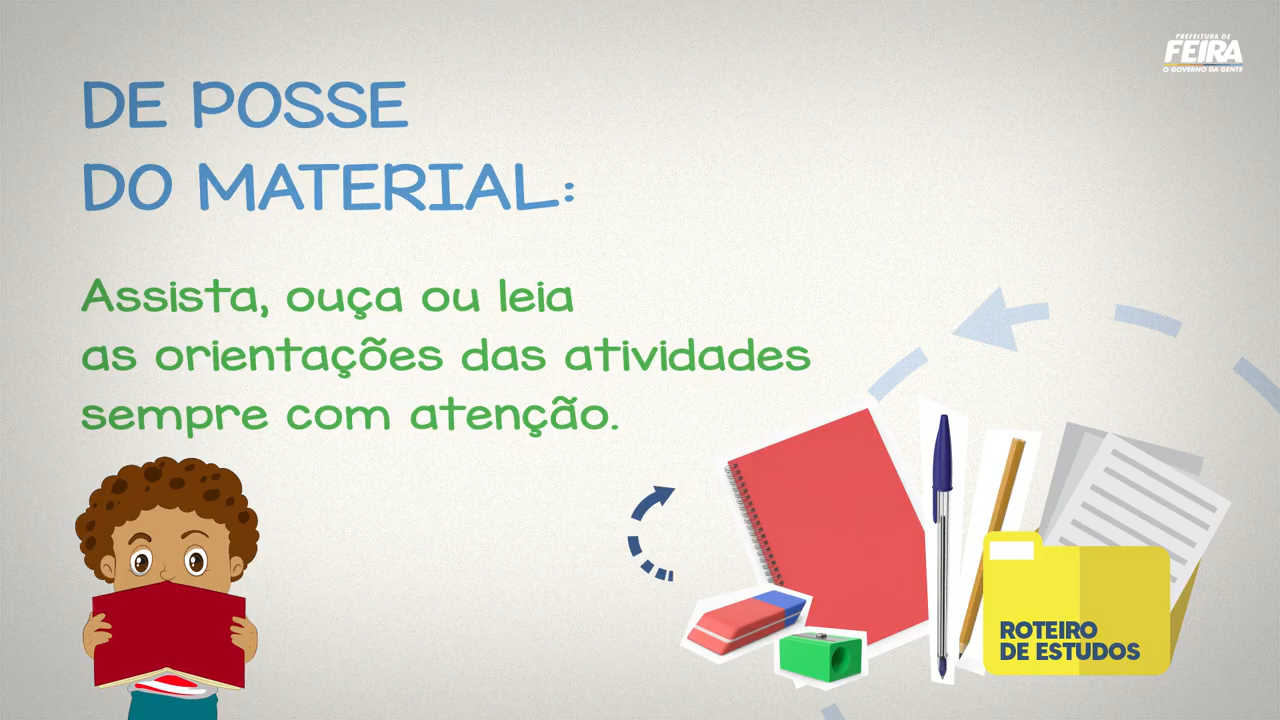 PREFEITURA DE
FEIRA
O GOVERNO DA GENTE
DE POSSE
DO MATERIAL:
Assista, ouça ou leia
as orientações das atividades
sempre com atenção.
ROTEIRO
DE ESTUDOS